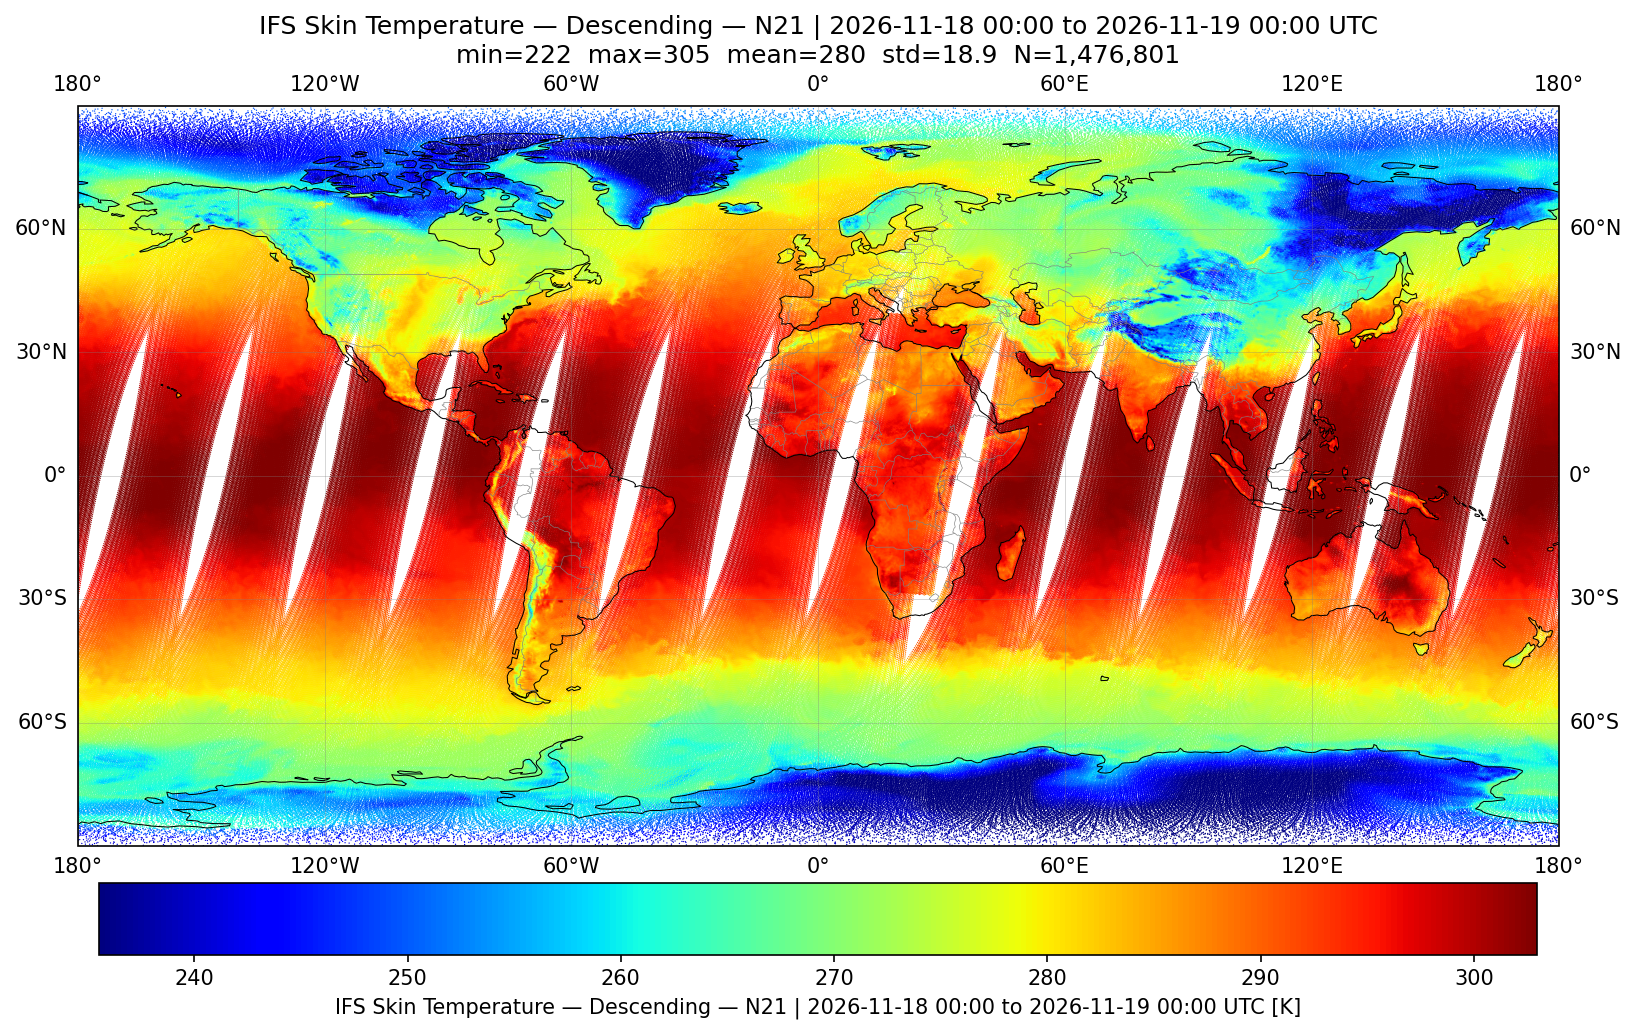 IFS Skin Temperature — Descending — N21 | 2026-11-18 00:00 to 2026-11-19 00:00 UTC
min=222  max=305  mean=280  std=18.9  N=1,476,801
180° 120°W 60°W 0° 60°E 120°E 180°
60°N 60°N
30°N 30°N
0° 0°
30°S 30°S
60°S 60°S
180° 120°W 60°W 0° 60°E 120°E 180°
240 250 260 270 280 290 300
IFS Skin Temperature — Descending — N21 | 2026-11-18 00:00 to 2026-11-19 00:00 UTC [K]